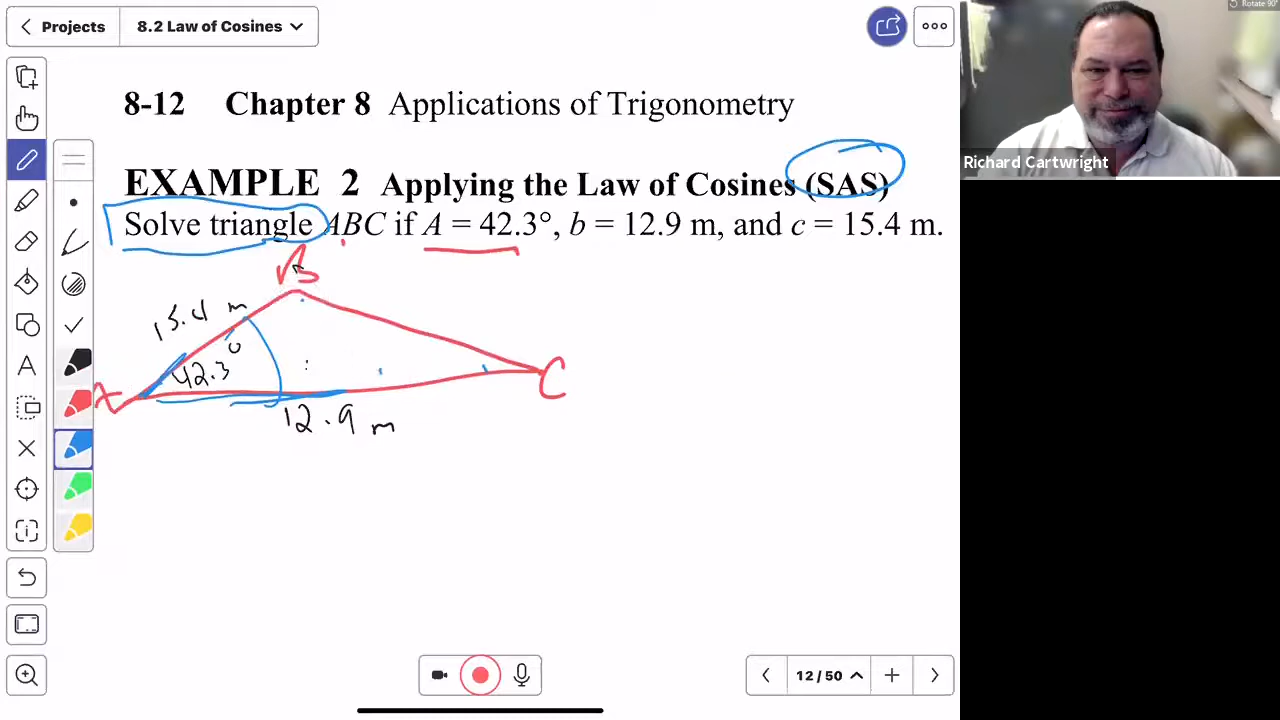 Projects
8.2 Law of Cosines
Rotate 90°
8-12 Chapter 8 Applications of Trigonometry
Richard Cartwright
EXAMPLE 2 Applying the Law of Cosines (SAS)
Solve triangle ABC if A = 42.3°, b = 12.9 m, and c = 15.4 m.
B
15.4 m
42.3°
A
C
12.9 m
A
12 / 50